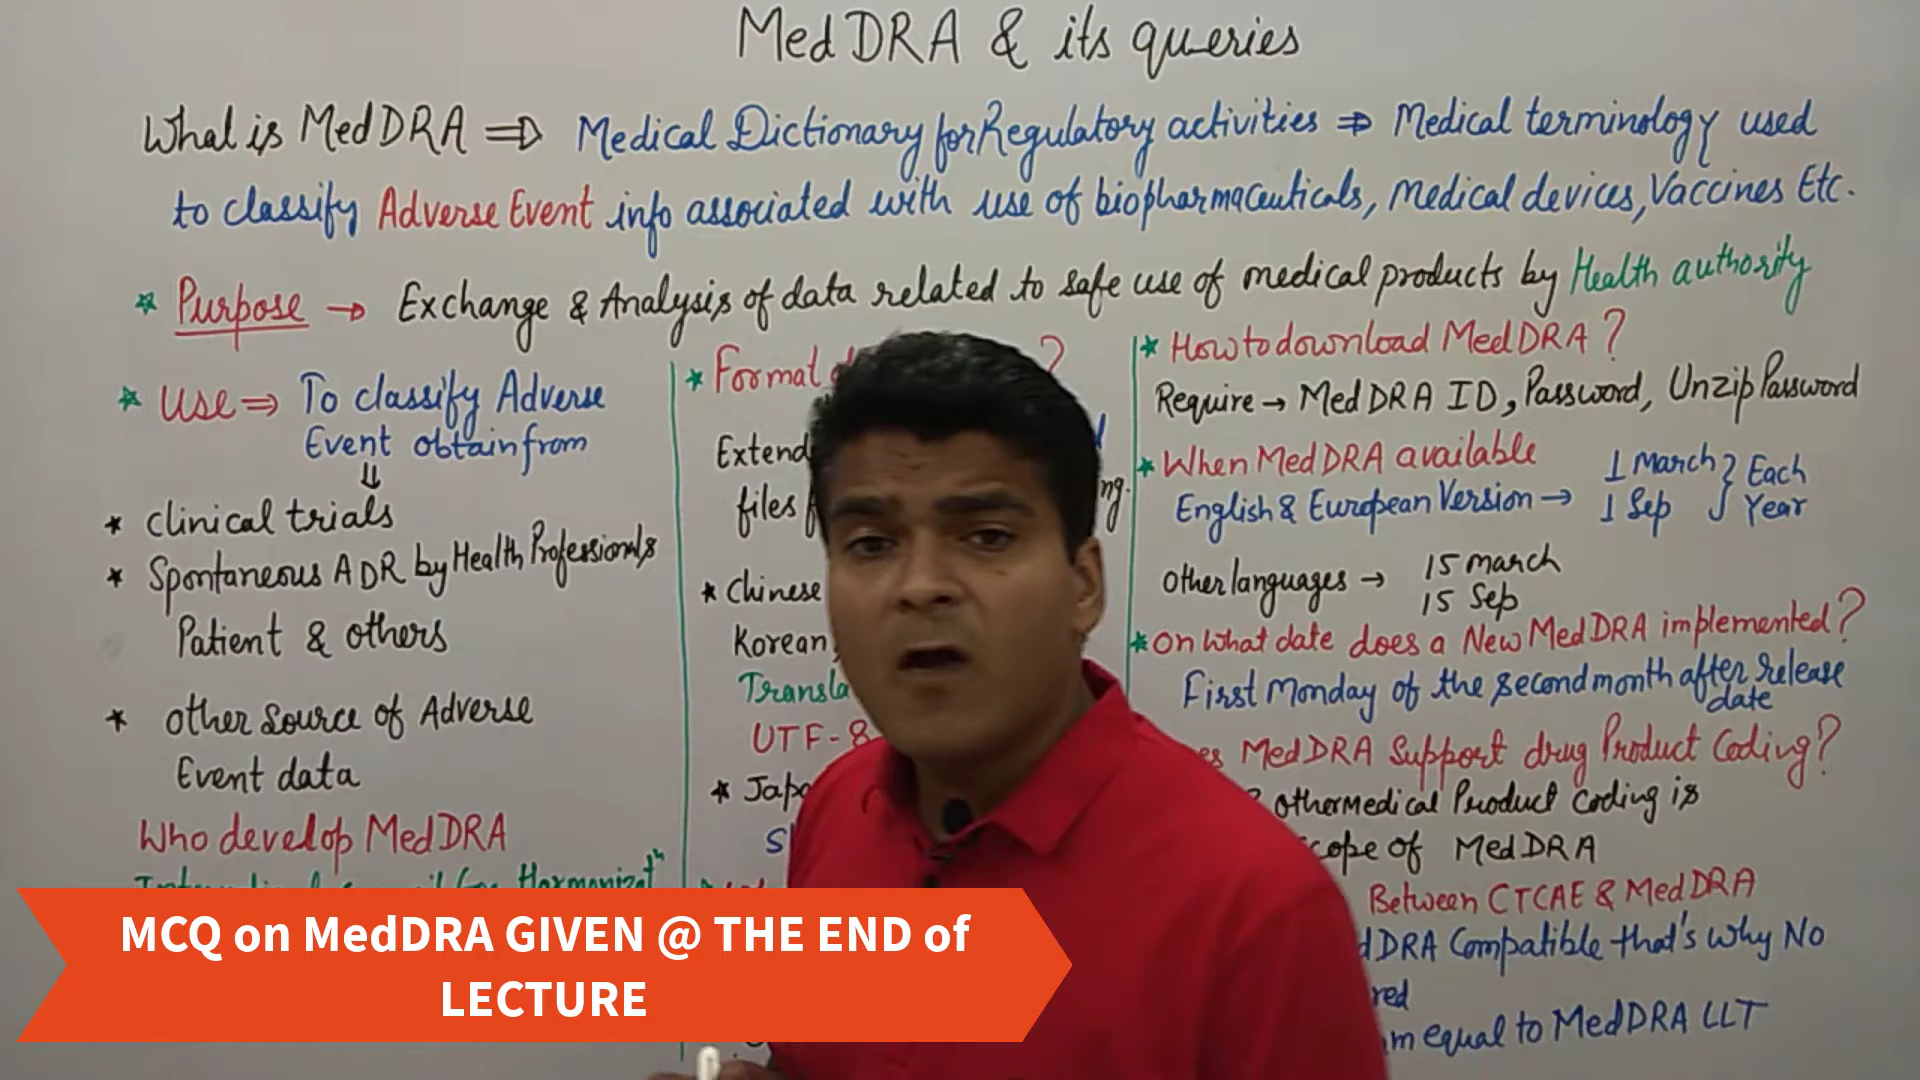 MedDRA & its queries
What is MedDRA ⇒ Medical Dictionary for Regulatory activities ⇒ Medical terminology used
to classify Adverse Event info associated with use of biopharmaceuticals, Medical devices, Vaccines Etc.
* Purpose → Exchange & Analysis of data related to safe use of medical products by Health authority
* Use ⇒ To classify Adverse
Event obtain from
⇓
* Clinical trials
* Spontaneous ADR by Health Professionals
Patient & others
* other source of Adverse
Event data
Who develop MedDRA
* Format ?
Extend
files
* Chinese
Korean,
UTF-8
* How to download MedDRA ?
Require → MedDRA ID, Password, Unzip Password
* When MedDRA available
English & European Version → 1 March } Each
1 Sep Year
Other languages → 15 march
15 Sep
* On what date does a New MedDRA implemented ?
First Monday of the second month after release
date
MedDRA Support drug Product Coding ?
other Medical Product Coding is
scope of MedDRA
Between CTCAE & MedDRA
DRA Compatible that's why No
equal to MedDRA LLT
MCQ on MedDRA GIVEN @ THE END of
LECTURE